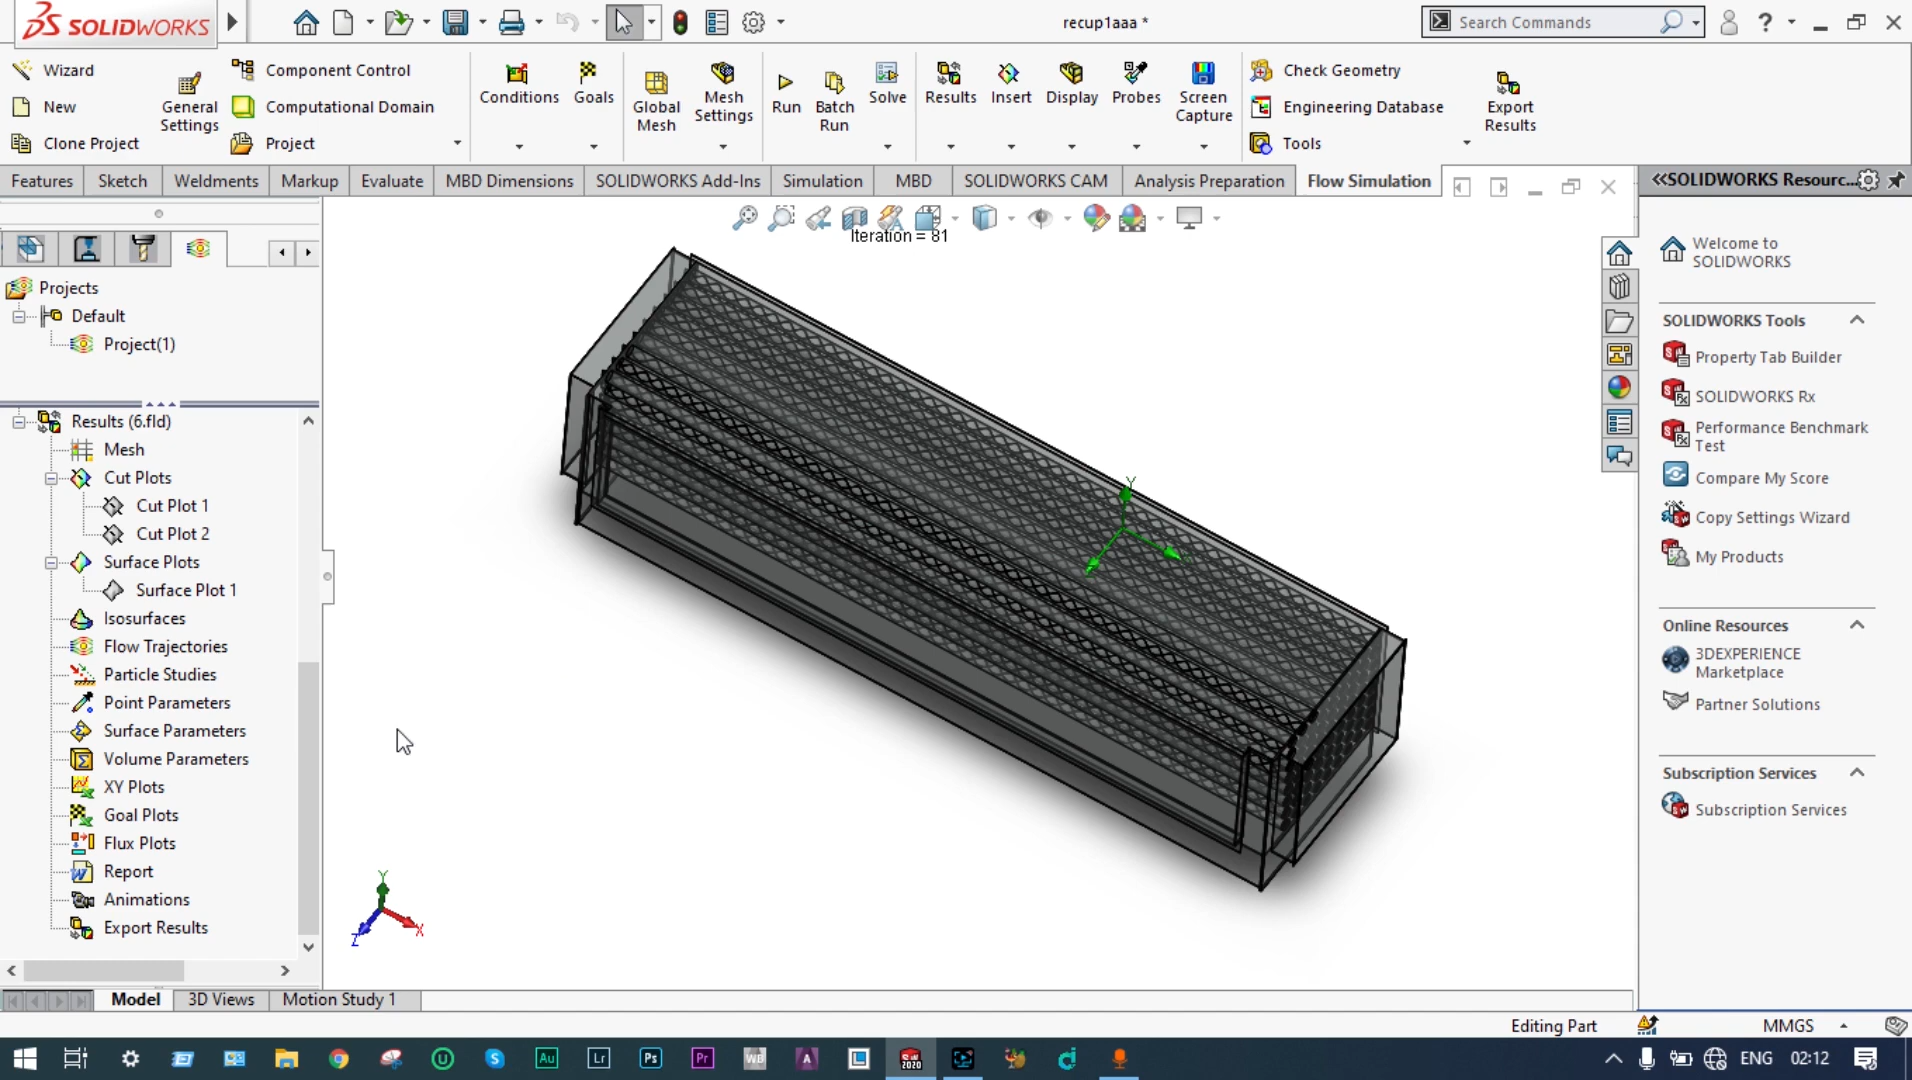 SOLIDWORKS
recup1aaa *
Search Commands
Wizard
New
Clone Project
General Settings
Component Control
Computational Domain
Project
Conditions
Goals
Global Mesh
Mesh Settings
Run
Batch Run
Solve
Results
Insert
Display
Probes
Screen Capture
Check Geometry
Engineering Database
Tools
Export Results
Features
Sketch
Weldments
Markup
Evaluate
MBD Dimensions
SOLIDWORKS Add-Ins
Simulation
MBD
SOLIDWORKS CAM
Analysis Preparation
Flow Simulation
SOLIDWORKS Resourc...
Iteration = 81
Projects
Default
Project(1)
Results (6.fld)
Mesh
Cut Plots
Cut Plot 1
Cut Plot 2
Surface Plots
Surface Plot 1
Isosurfaces
Flow Trajectories
Particle Studies
Point Parameters
Surface Parameters
Volume Parameters
XY Plots
Goal Plots
Flux Plots
Report
Animations
Export Results
Y
Y
Z
X
Welcome to
SOLIDWORKS
SOLIDWORKS Tools
Property Tab Builder
SOLIDWORKS Rx
Performance Benchmark
Test
Compare My Score
Copy Settings Wizard
My Products
Online Resources
3DEXPERIENCE
Marketplace
Partner Solutions
Subscription Services
Subscription Services
Model
3D Views
Motion Study 1
Editing Part
MMGS
Au
Lr
Ps
Pr
WB
A
SW
2020
ENG
02:12